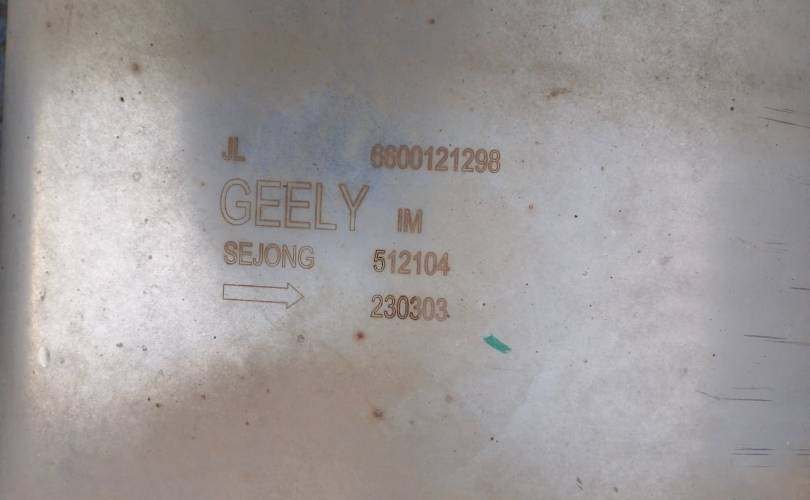 JL 6600121298
GEELY IM
SEJONG 512104
230303